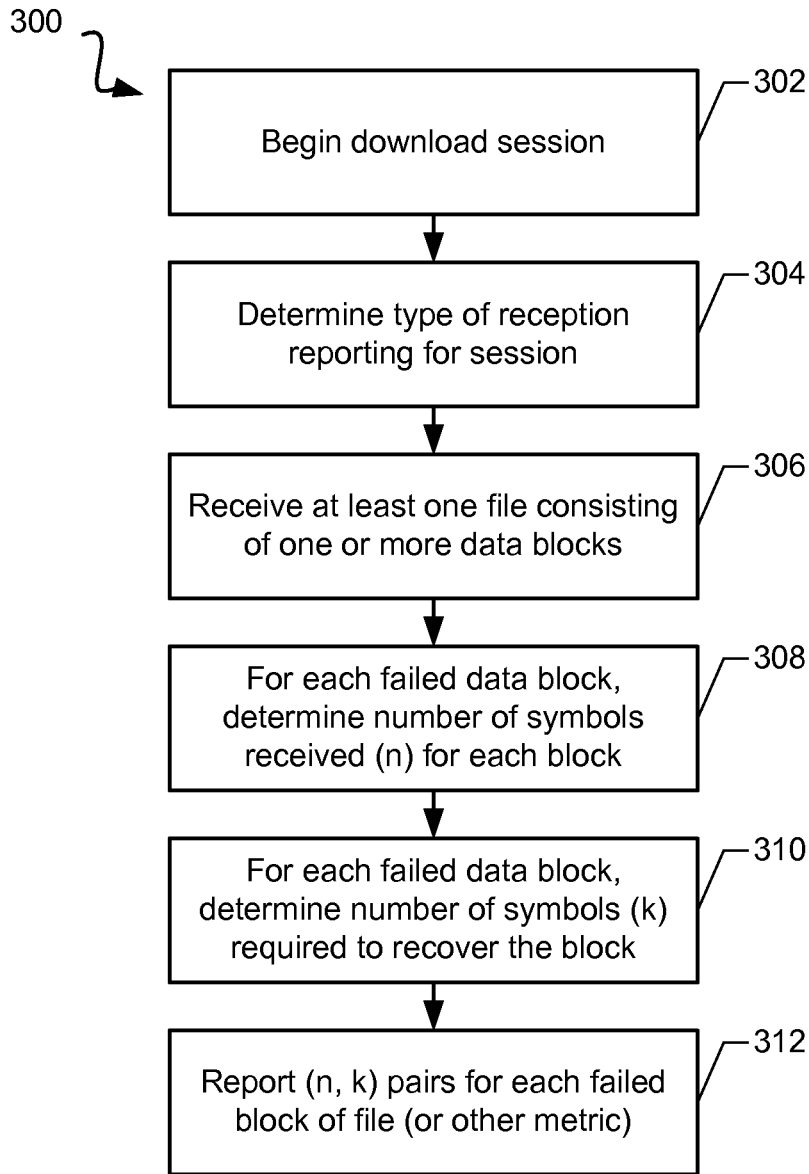 300
302
Begin download session
304
Determine type of reception
reporting for session
306
Receive at least one file consisting
of one or more data blocks
308
For each failed data block,
determine number of symbols
received (n) for each block
310
For each failed data block,
determine number of symbols (k)
required to recover the block
312
Report (n, k) pairs for each failed
block of file (or other metric)